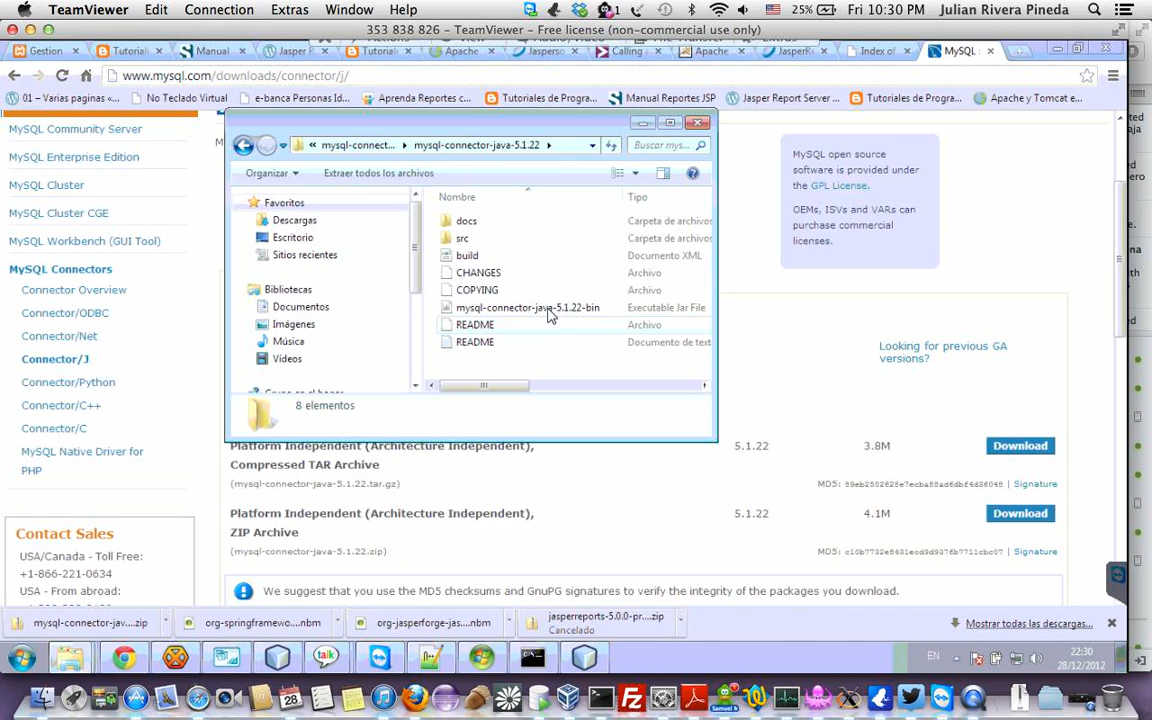 TeamViewer Edit Connection Extras Window Help 1 25% Fri 10:30 PM Julian Rivera Pineda
353 838 826 – TeamViewer – Free license (non-commercial use only)
Gestion Tutorial Manual Jasper R Tutorial Apache Jasperso Calling Apache JasperR Index of MySQL
www.mysql.com/downloads/connector/j/
01 – Varias paginas «... No Teclado Virtual e-banca Personas Id... Aprenda Reportes c... Tutoriales de Progra... Manual Reportes JSP Jasper Report Server ... Tutoriales de Progra... Apache y Tomcat e...
MySQL Community Server
MySQL Enterprise Edition
MySQL Cluster
MySQL Cluster CGE
MySQL Workbench (GUI Tool)
MySQL Connectors
Connector Overview
Connector/ODBC
Connector/Net
Connector/J
Connector/Python
Connector/C++
Connector/C
MySQL Native Driver for
PHP
Contact Sales
USA/Canada - Toll Free:
+1-866-221-0634
USA - From abroad:
« mysql-connect... mysql-connector-java-5.1.22 Buscar mys...
Organizar Extraer todos los archivos
Favoritos
Descargas
Escritorio
Sitios recientes
Bibliotecas
Documentos
Imágenes
Música
Vídeos
Nombre Tipo
docs Carpeta de archivos
src Carpeta de archivos
build Documento XML
CHANGES Archivo
COPYING Archivo
mysql-connector-java-5.1.22-bin Executable Jar File
README Archivo
README Documento de text
8 elementos
MySQL open source
software is provided under
the GPL License.
OEMs, ISVs and VARs can
purchase commercial
licenses.
Looking for previous GA
versions?
Platform Independent (Architecture Independent), 5.1.22 3.8M Download
Compressed TAR Archive
(mysql-connector-java-5.1.22.tar.gz) MD5: Signature
Platform Independent (Architecture Independent), 5.1.22 4.1M Download
ZIP Archive
(mysql-connector-java-5.1.22.zip) MD5: Signature
We suggest that you use the MD5 checksums and GnuPG signatures to verify the integrity of the packages you download.
mysql-connector-jav....zip org-springframewo....nbm org-jasperforge-jas....nbm jasperreports-5.0.0-pr....zip
Cancelado
Mostrar todas las descargas...
talk EN 22:30
28/12/2012